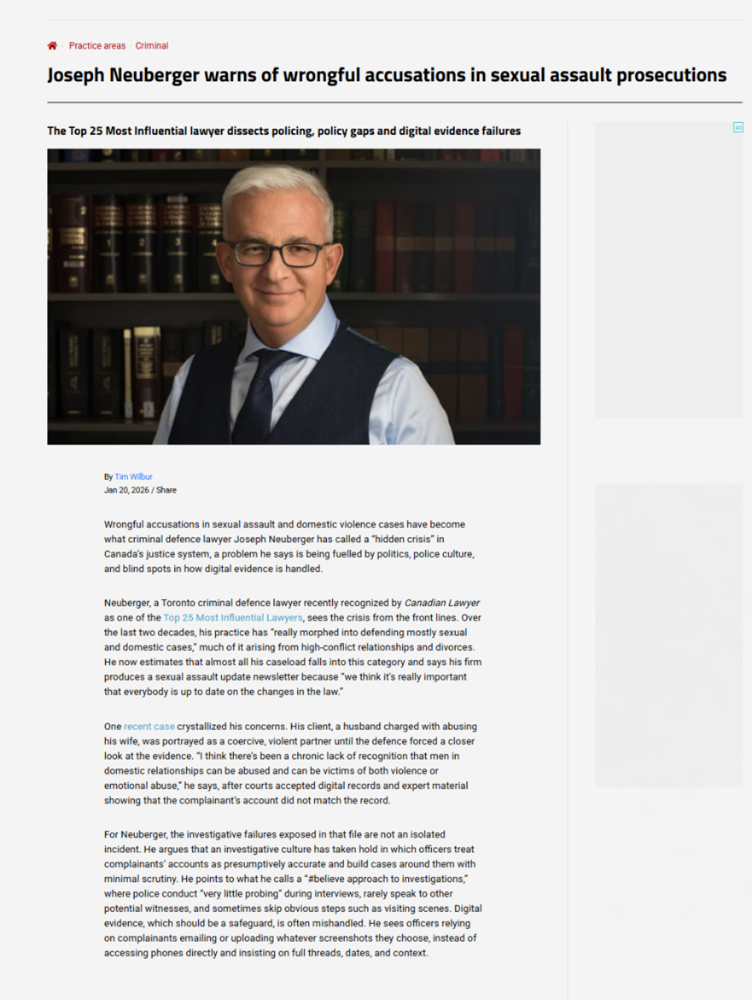 Practice areas · Criminal
Joseph Neuberger warns of wrongful accusations in sexual assault prosecutions
The Top 25 Most Influential lawyer dissects policing, policy gaps and digital evidence failures
AD
1 2 3 4
By Tim Wilbur
Jan 20, 2026 / Share
Wrongful accusations in sexual assault and domestic violence cases have become
what criminal defence lawyer Joseph Neuberger has called a “hidden crisis” in
Canada's justice system, a problem he says is being fuelled by politics, police culture,
and blind spots in how digital evidence is handled.
Neuberger, a Toronto criminal defence lawyer recently recognized by Canadian Lawyer
as one of the Top 25 Most Influential Lawyers, sees the crisis from the front lines. Over
the last two decades, his practice has “really morphed into defending mostly sexual
and domestic cases,” much of it arising from high-conflict relationships and divorces.
He now estimates that almost all his caseload falls into this category and says his firm
produces a sexual assault update newsletter because “we think it's really important
that everybody is up to date on the changes in the law.”
One recent case crystallized his concerns. His client, a husband charged with abusing
his wife, was portrayed as a coercive, violent partner until the defence forced a closer
look at the evidence. “I think there's been a chronic lack of recognition that men in
domestic relationships can be abused and can be victims of both violence or
emotional abuse,” he says, after courts accepted digital records and expert material
showing that the complainant's account did not match the record.
For Neuberger, the investigative failures exposed in that file are not an isolated
incident. He argues that an investigative culture has taken hold in which officers treat
complainants’ accounts as presumptively accurate and build cases around them with
minimal scrutiny. He points to what he calls a “#believe approach to investigations,”
where police conduct “very little probing” during interviews, rarely speak to other
potential witnesses, and sometimes skip obvious steps such as visiting scenes. Digital
evidence, which should be a safeguard, is often mishandled. He sees officers relying
on complainants emailing or uploading whatever screenshots they choose, instead of
accessing phones directly and insisting on full threads, dates, and context.